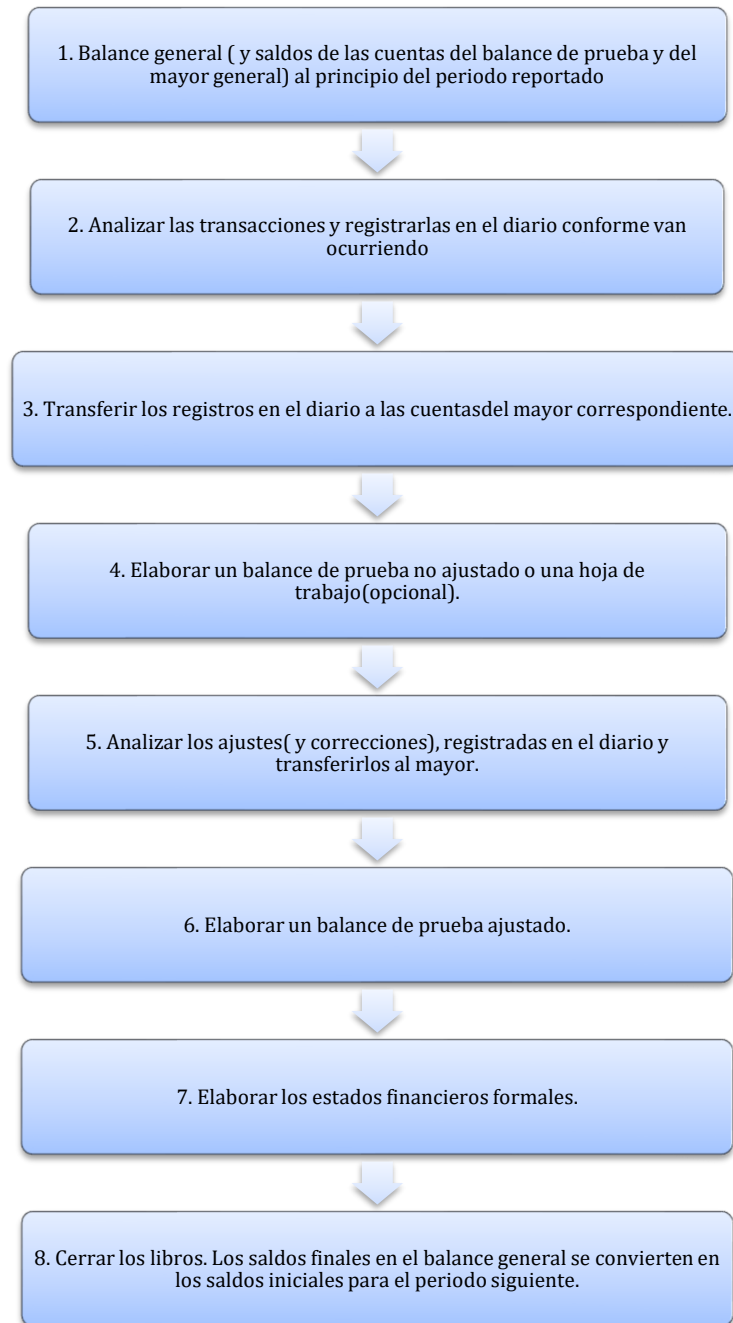 1. Balance general ( y saldos de las cuentas del balance de prueba y del
mayor general) al principio del periodo reportado
2. Analizar las transacciones y registrarlas en el diario conforme van
ocurriendo
3. Transferir los registros en el diario a las cuentasdel mayor correspondiente.
4. Elaborar un balance de prueba no ajustado o una hoja de
trabajo(opcional).
5. Analizar los ajustes( y correcciones), registradas en el diario y
transferirlos al mayor.
6. Elaborar un balance de prueba ajustado.
7. Elaborar los estados financieros formales.
8. Cerrar los libros. Los saldos finales en el balance general se convierten en
los saldos iniciales para el periodo siguiente.